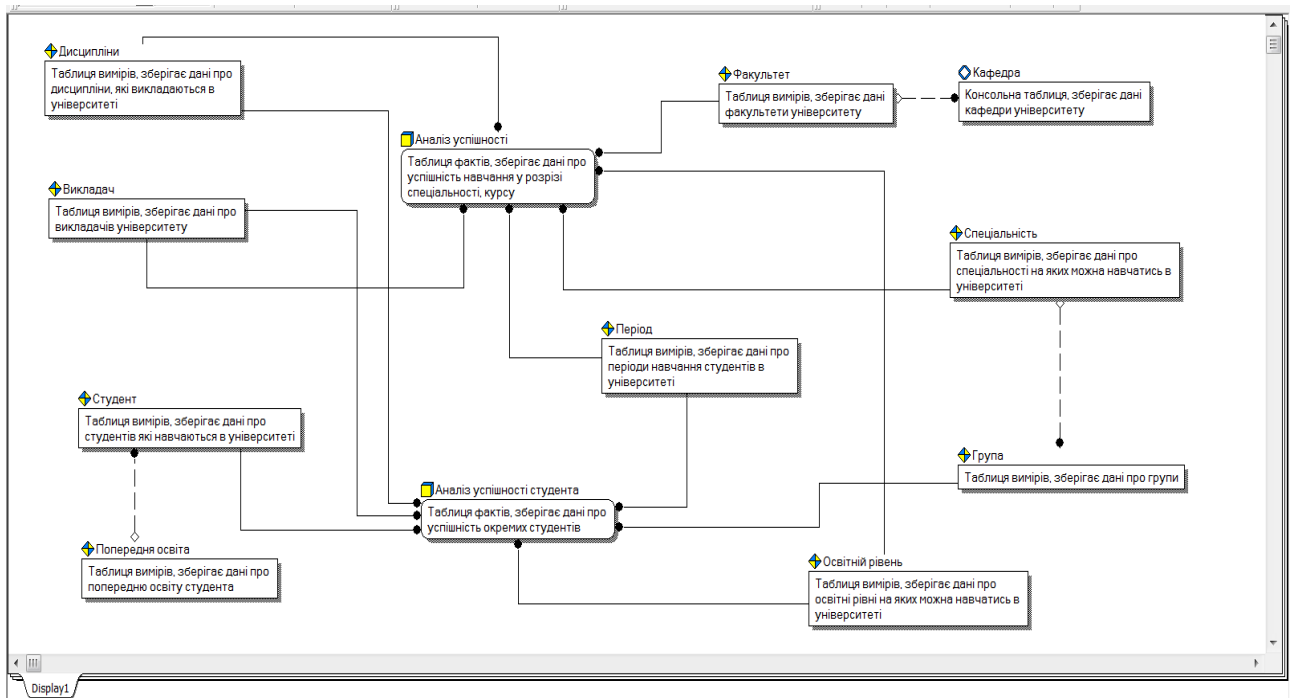 Дисципліни
Таблиця вимірів, зберігає дані про
дисципліни, які викладаються в
університеті
Факультет
Таблиця вимірів, зберігає дані
факультети університету
Кафедра
Консольна таблиця, зберігає дані
кафедри університету
Аналіз успішності
Таблиця фактів, зберігає дані про
успішність навчання у розрізі
спеціальності, курсу
Викладач
Таблиця вимірів, зберігає дані про
викладачів університету
Спеціальність
Таблиця вимірів, зберігає дані про
спеціальності на яких можна навчатись в
університеті
Період
Таблиця вимірів, зберігає дані про
періоди навчання студентів в
університеті
Студент
Таблиця вимірів, зберігає дані про
студентів які навчаються в університеті
Група
Таблиця вимірів, зберігає дані про групи
Аналіз успішності студента
Таблиця фактів, зберігає дані про
успішність окремих студентів
Попередня освіта
Таблиця вимірів, зберігає дані про
попередню освіту студента
Освітній рівень
Таблиця вимірів, зберігає дані про
освітні рівні на яких можна навчатись в
університеті
Display1